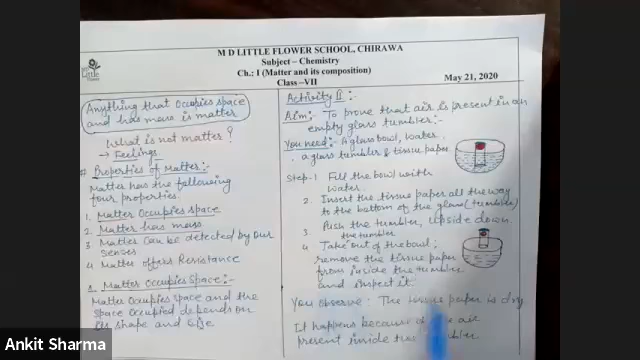 M D LITTLE FLOWER SCHOOL, CHIRAWA
Subject – Chemistry
Ch.: I (Matter and its composition)
Class –VII
May 21, 2020
Anything that occupies space
and has mass is matter
What is not matter?
→ Feelings
# Properties of Matter:-
Matter has the following
four properties.
1. Matter Occupies space
2. Matter has mass
3 Matter Can be detected by Our
Senses
4 Matter offers Resistance
1. Matter Occupies Space:-
Matter Occupies Space and the
Space Occupied depends on
its shape and Size
Activity II:-
Aim:- To prove that air is present in an
empty glass tumbler:-
You need:- A glass bowl, water,
a glass tumbler & tissue paper
Step-1 Fill the bowl with
water.
2. Insert the tissue paper all the way
to the bottom of the glass (tumbler)
3 Push the tumbler, upside down.
the tumbler
4 Take out of the bowl;
remove the tissue paper
from inside the tumbler
and inspect it
You Observe: The tissue paper is dry
It happens because of air
present inside
Ankit Sharma